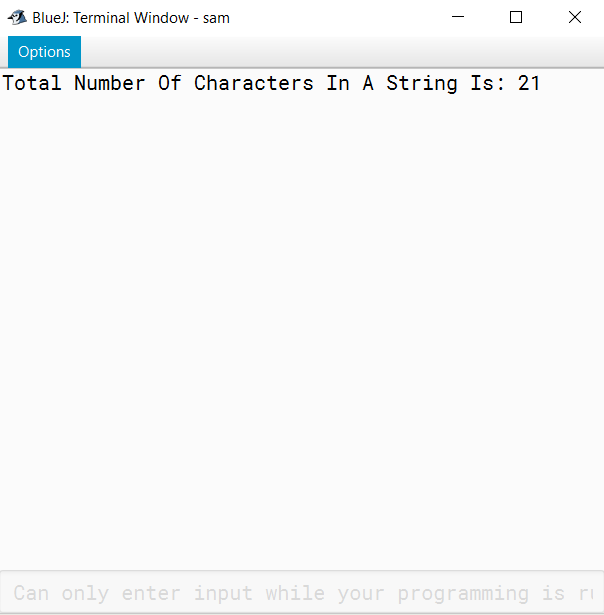 BlueJ: Terminal Window - sam
Options
Total Number Of Characters In A String Is: 21
Can only enter input while your programming is